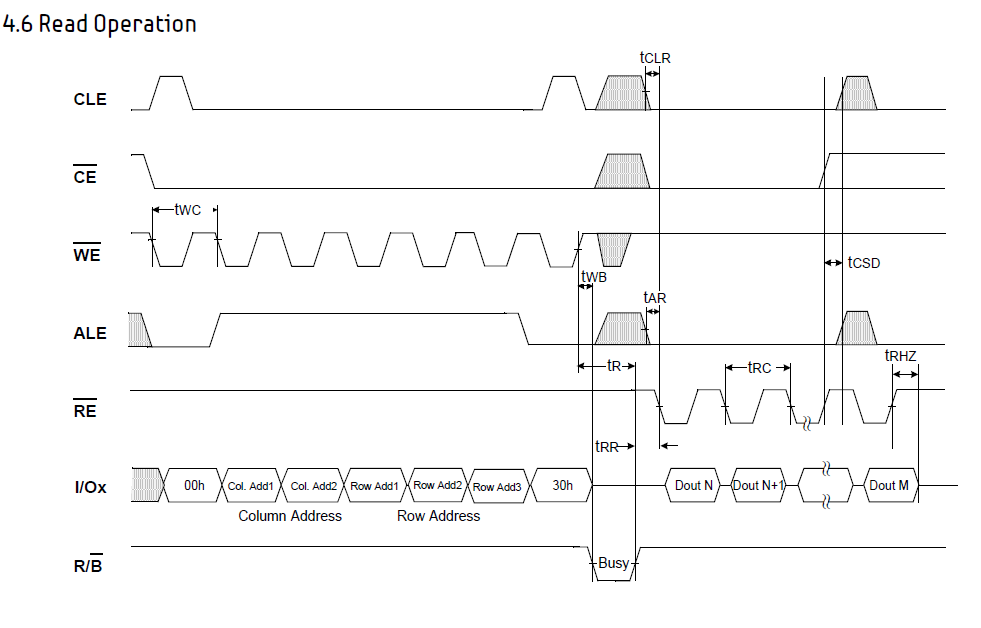 4.6 Read Operation
tCLR
CLE
CE
tWC
WE
tWB
tCSD
tAR
ALE
tR
tRC
tRHZ
RE
tRR
I/Ox
00h Col. Add1 Col. Add2 Row Add1 Row Add2 Row Add3 30h Dout N Dout N+1 Dout M
Column Address Row Address
R/B
Busy